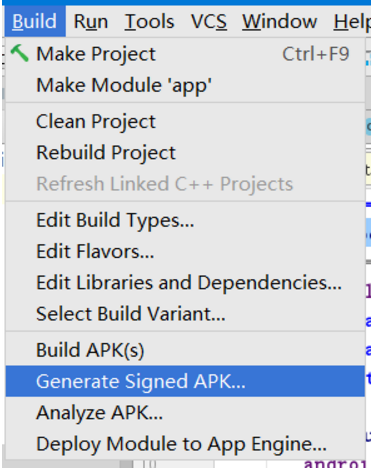 Build Run Tools VCS Window Help
Make Project Ctrl+F9
Make Module 'app'
Clean Project
Rebuild Project
Refresh Linked C++ Projects
Edit Build Types...
Edit Flavors...
Edit Libraries and Dependencies...
Select Build Variant...
Build APK(s)
Generate Signed APK...
Analyze APK...
Deploy Module to App Engine...